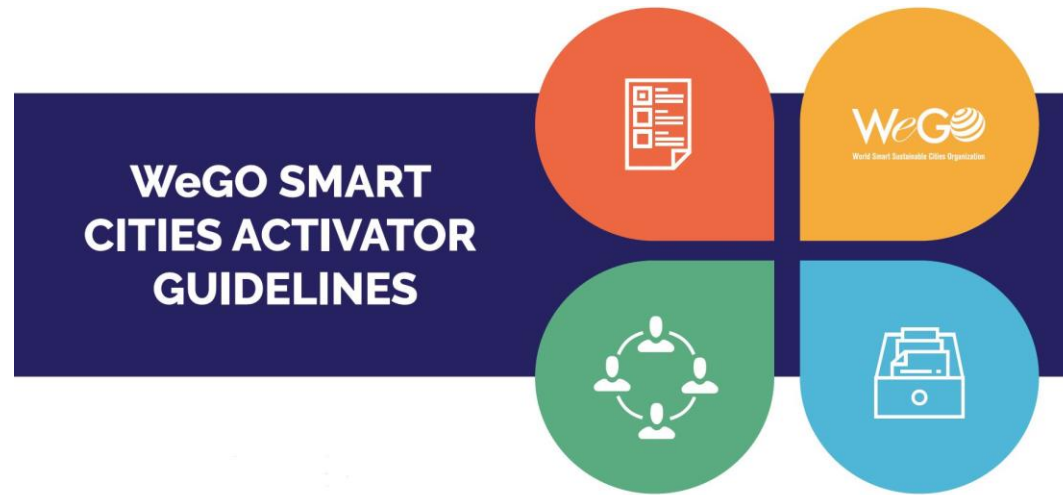 WeGO SMART
CITIES ACTIVATOR
GUIDELINES
WeGO
World Smart Sustainable Cities Organization